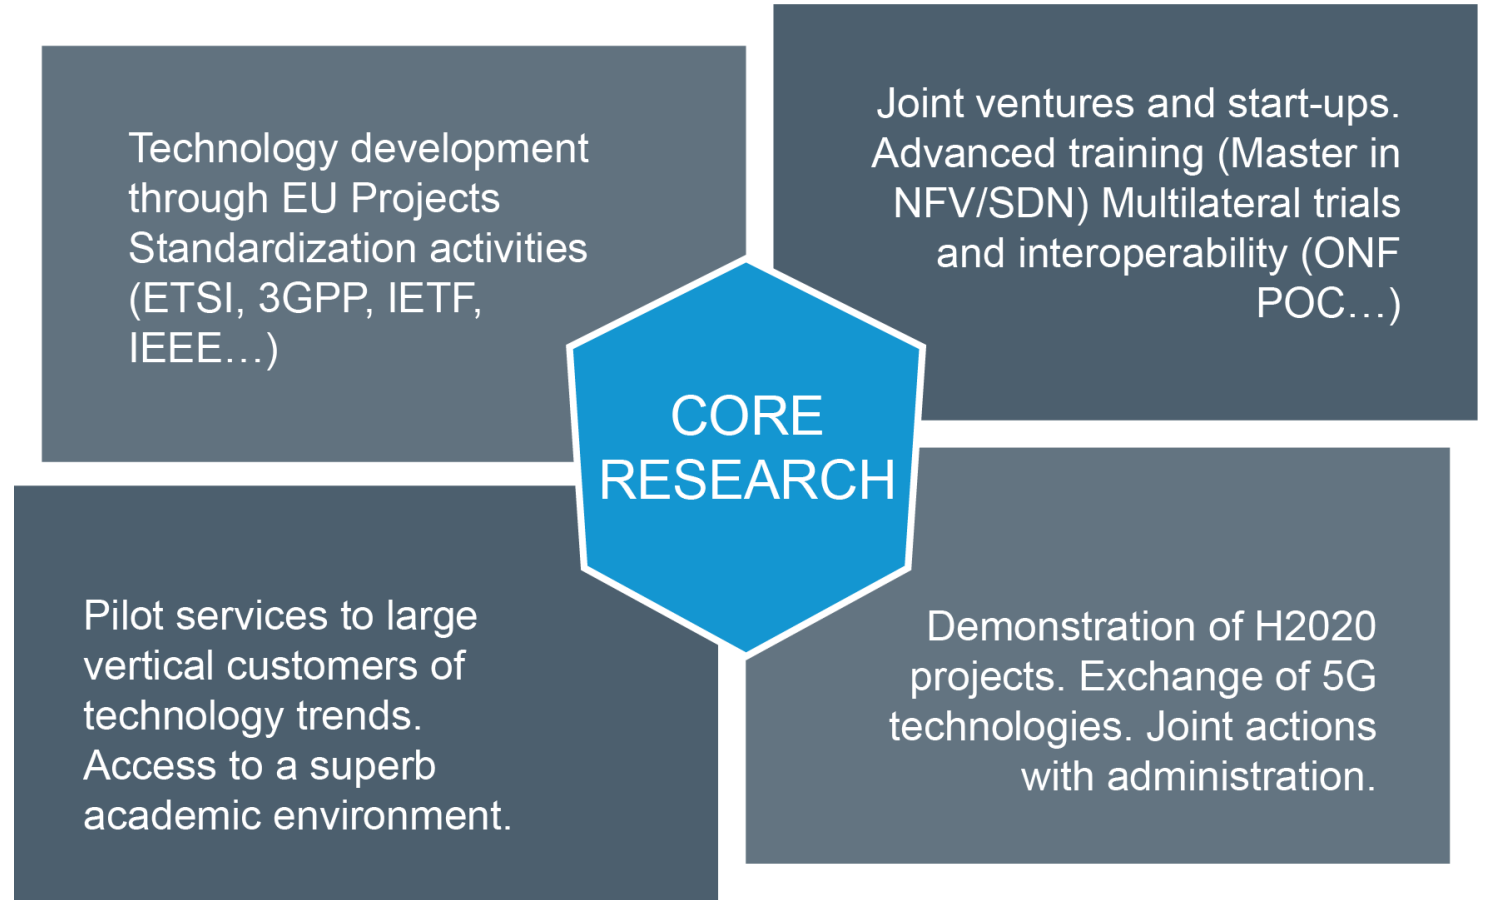 Technology development
through EU Projects
Standardization activities
(ETSI, 3GPP, IETF,
IEEE…)
Joint ventures and start-ups.
Advanced training (Master in
NFV/SDN) Multilateral trials
and interoperability (ONF
POC…)
CORE
RESEARCH
Pilot services to large
vertical customers of
technology trends.
Access to a superb
academic environment.
Demonstration of H2020
projects. Exchange of 5G
technologies. Joint actions
with administration.